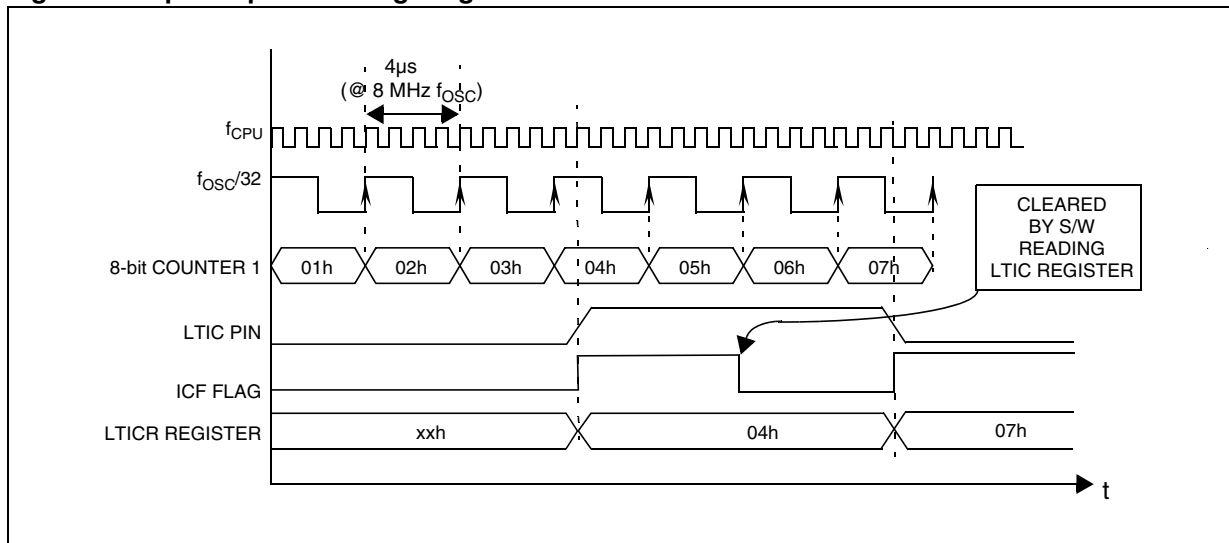 4µs
(@ 8 MHz fOSC)
fCPU
fOSC/32
CLEARED
BY S/W
READING
LTIC REGISTER
8-bit COUNTER 1
01h
02h
03h
04h
05h
06h
07h
LTIC PIN
ICF FLAG
LTICR REGISTER
xxh
04h
07h
t